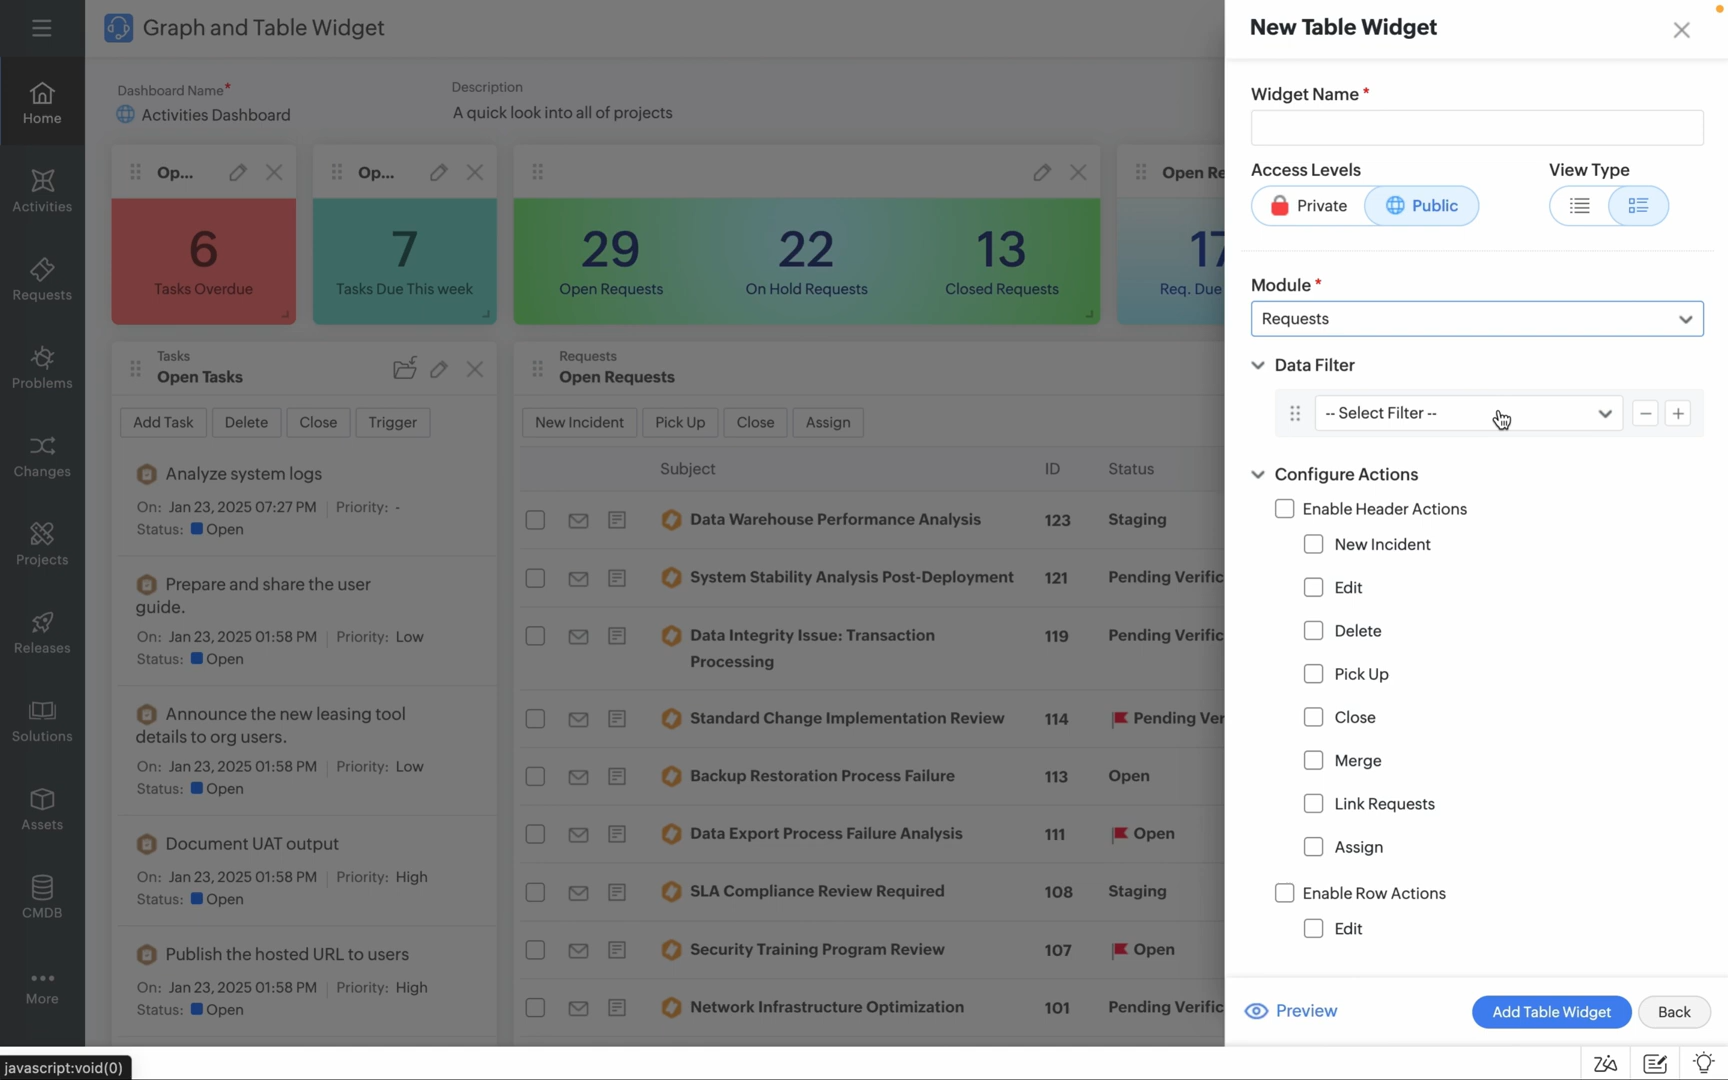 Graph and Table Widget
Home
Activities
Requests
Problems
Changes
Projects
Releases
Solutions
Assets
CMDB
More
Dashboard Name*
Activities Dashboard
Description
A quick look into all of projects
Op...
6
Tasks Overdue
Op...
7
Tasks Due This week
29
Open Requests
22
On Hold Requests
13
Closed Requests
Open Re
17
Req. Due
Tasks
Open Tasks
Add Task Delete Close Trigger
Analyze system logs
On: Jan 23, 2025 07:27 PM | Priority: -
Status: Open
Prepare and share the user
guide.
On: Jan 23, 2025 01:58 PM | Priority: Low
Status: Open
Announce the new leasing tool
details to org users.
On: Jan 23, 2025 01:58 PM | Priority: Low
Status: Open
Document UAT output
On: Jan 23, 2025 01:58 PM | Priority: High
Status: Open
Publish the hosted URL to users
On: Jan 23, 2025 01:58 PM | Priority: High
Status: Open
Requests
Open Requests
New Incident Pick Up Close Assign
Subject ID Status
Data Warehouse Performance Analysis 123 Staging
System Stability Analysis Post-Deployment 121 Pending Verific
Data Integrity Issue: Transaction 119 Pending Verific
Processing
Standard Change Implementation Review 114 Pending Ver
Backup Restoration Process Failure 113 Open
Data Export Process Failure Analysis 111 Open
SLA Compliance Review Required 108 Staging
Security Training Program Review 107 Open
Network Infrastructure Optimization 101 Pending Verific
New Table Widget
Widget Name *
Access Levels View Type
Private Public
Module *
Requests
Data Filter
-- Select Filter --
Configure Actions
Enable Header Actions
New Incident
Edit
Delete
Pick Up
Close
Merge
Link Requests
Assign
Enable Row Actions
Edit
Preview Add Table Widget Back
javascript:void(0)